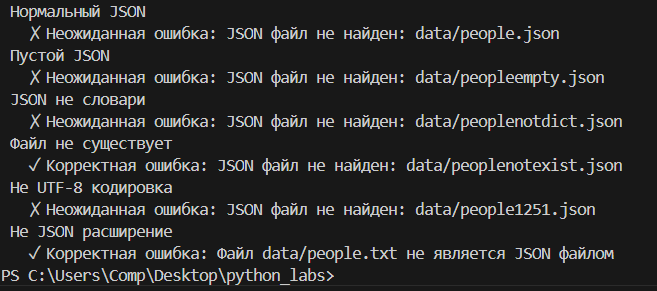 Нормальный JSON
✗ Неожиданная ошибка: JSON файл не найден: data/people.json
Пустой JSON
✗ Неожиданная ошибка: JSON файл не найден: data/peopleempty.json
JSON не словари
✗ Неожиданная ошибка: JSON файл не найден: data/peoplenotdict.json
Файл не существует
✓ Корректная ошибка: JSON файл не найден: data/peoplenotexist.json
Не UTF-8 кодировка
✗ Неожиданная ошибка: JSON файл не найден: data/people1251.json
Не JSON расширение
✓ Корректная ошибка: Файл data/people.txt не является JSON файлом
PS C:\Users\Comp\Desktop\python_labs>